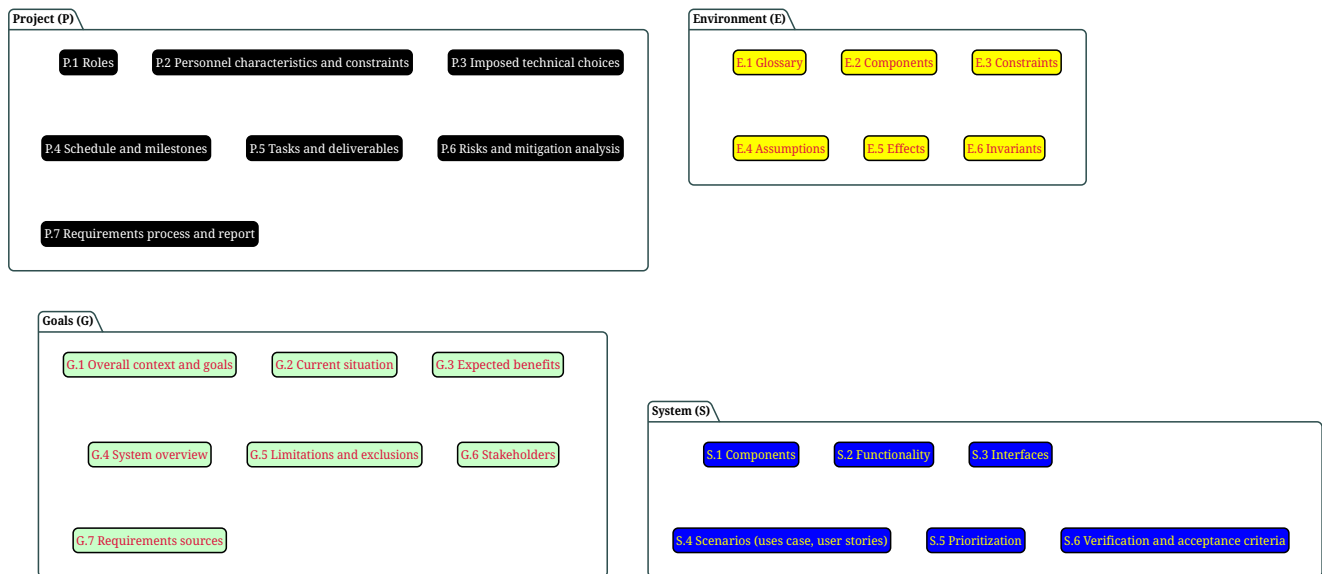 Project (P)
P.1 Roles
P.2 Personnel characteristics and constraints
P.3 Imposed technical choices
P.4 Schedule and milestones
P.5 Tasks and deliverables
P.6 Risks and mitigation analysis
P.7 Requirements process and report
Environment (E)
E.1 Glossary
E.2 Components
E.3 Constraints
E.4 Assumptions
E.5 Effects
E.6 Invariants
Goals (G)
G.1 Overall context and goals
G.2 Current situation
G.3 Expected benefits
G.4 System overview
G.5 Limitations and exclusions
G.6 Stakeholders
G.7 Requirements sources
System (S)
S.1 Components
S.2 Functionality
S.3 Interfaces
S.4 Scenarios (uses case, user stories)
S.5 Prioritization
S.6 Verification and acceptance criteria